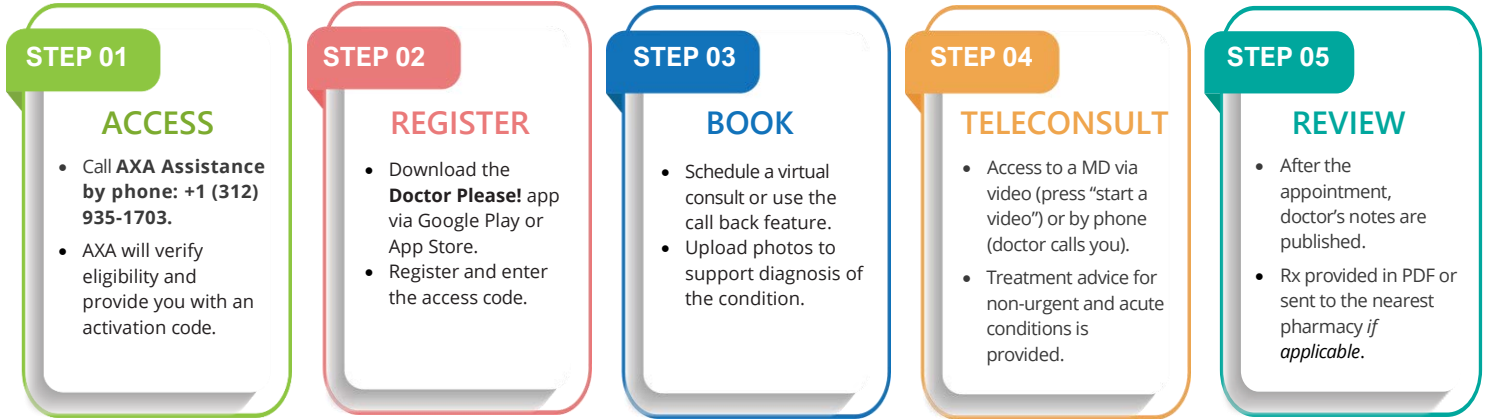 STEP 01
ACCESS
• Call AXA Assistance
by phone: +1 (312)
935-1703.
• AXA will verify
eligibility and
provide you with an
activation code.
STEP 02
REGISTER
• Download the
Doctor Please! app
via Google Play or
App Store.
• Register and enter
the access code.
STEP 03
BOOK
• Schedule a virtual
consult or use the
call back feature.
• Upload photos to
support diagnosis of
the condition.
STEP 04
TELECONSULT
• Access to a MD via
video (press “start a
video”) or by phone
(doctor calls you).
• Treatment advice for
non-urgent and acute
conditions is
provided.
STEP 05
REVIEW
• After the
appointment,
doctor’s notes are
published.
• Rx provided in PDF or
sent to the nearest
pharmacy if
applicable.